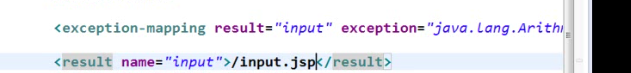 <exception-mapping result="input" exception="java.lang.Arith
<result name="input">/input.jsp</result>